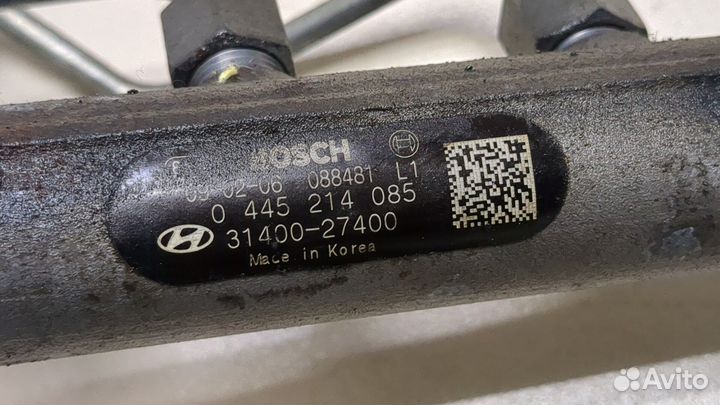 BOSCH
09-02-06 088481 L1
0 445 214 085
31400-27400
Made in Korea
Avito